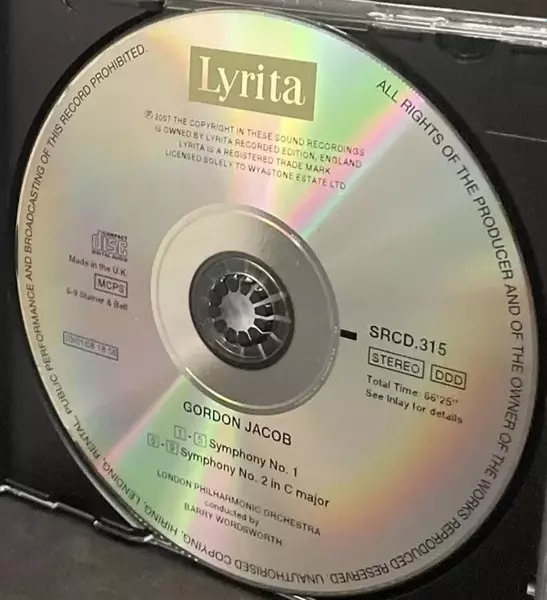 Lyrita
℗ 2007 THE COPYRIGHT IN THESE SOUND RECORDINGS
IS OWNED BY LYRITA RECORDED EDITION, ENGLAND
LYRITA IS A REGISTERED TRADE MARK
LICENSED SOLELY TO WYASTONE ESTATE LTD
ALL RIGHTS OF THE PRODUCER AND OF THE OWNER OF THE WORKS REPRODUCED RESERVED. UNAUTHORISED COPYING, HIRING, LENDING, RENTAL, PUBLIC PERFORMANCE AND BROADCASTING OF THIS RECORD PROHIBITED.
COMPACT
disc
DIGITAL AUDIO
Made in the U.K.
MCPS
6-9 Stainer & Bell
SRCD.315
STEREO DDD
Total Time: 66'25"
See Inlay for details
GORDON JACOB
1 - 5 Symphony No. 1
6 - 9 Symphony No. 2 in C major
LONDON PHILHARMONIC ORCHESTRA
conducted by
BARRY WORDSWORTH